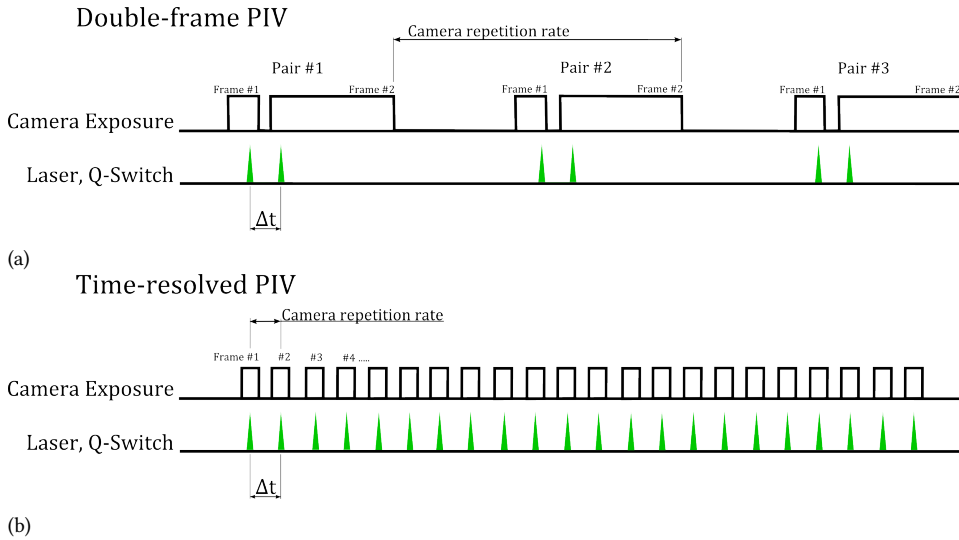 Double-frame PIV
Camera repetition rate
Pair #1
Pair #2
Pair #3
Frame #1
Frame #2
Frame #1
Frame #2
Frame #1
Frame #2
Camera Exposure
Laser, Q-Switch
Δt
(a)
Time-resolved PIV
Camera repetition rate
Frame #1
#2
#3
#4 .....
Camera Exposure
Laser, Q-Switch
Δt
(b)